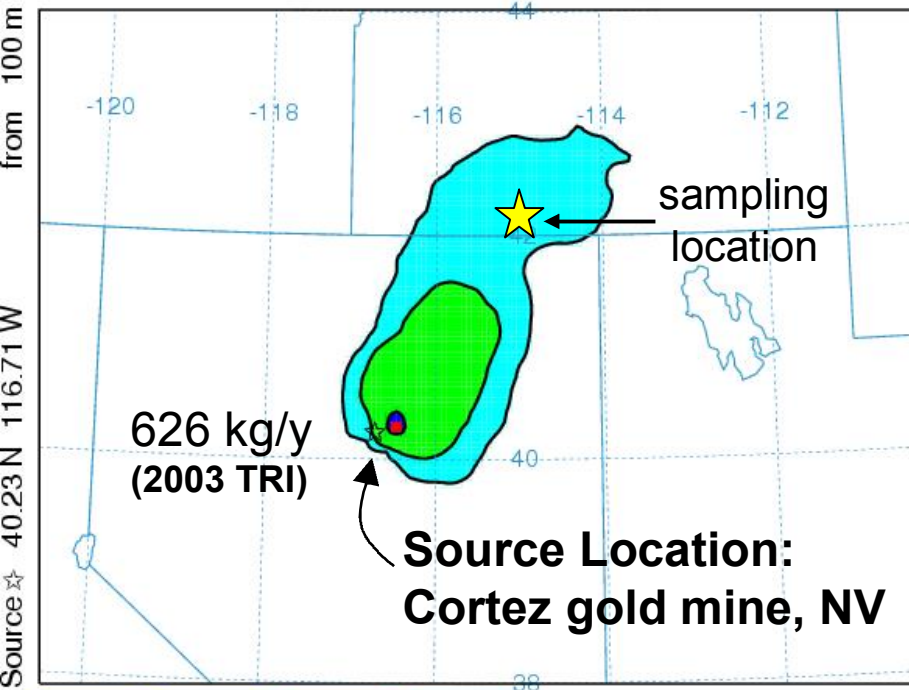 44
-120
-118
-116
-114
-112
sampling
location
42
626 kg/y
(2003 TRI)
40
Source Location:
Cortez gold mine, NV
38
Source ☆ 40.23 N 116.71 W from 100 m